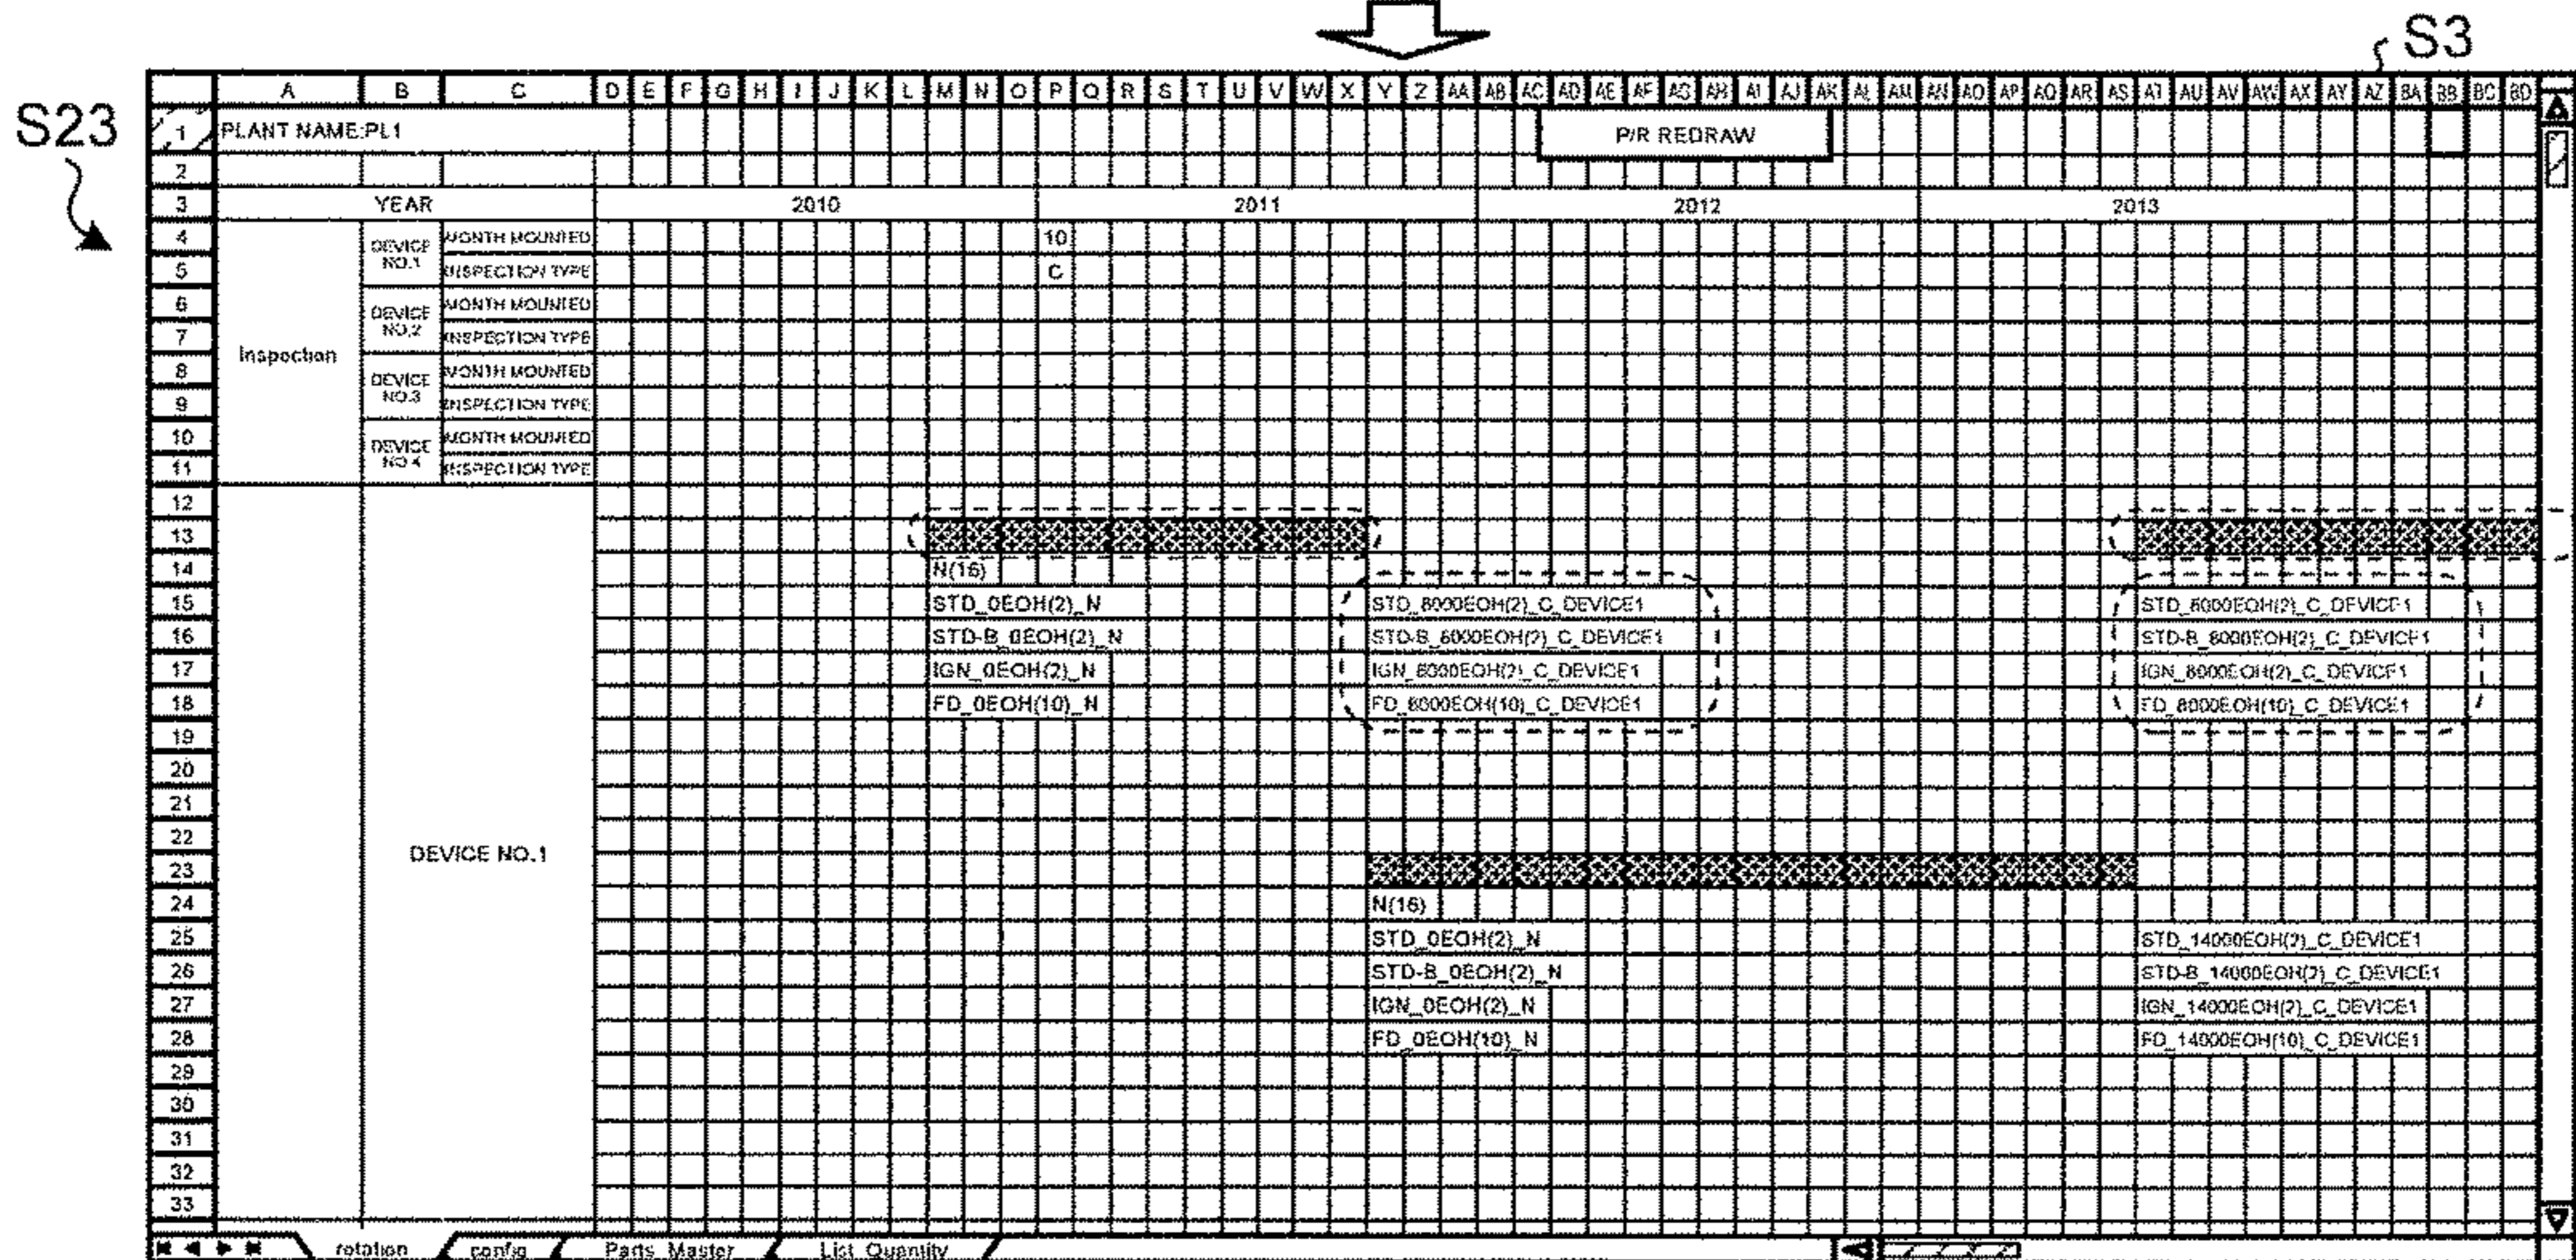 S3
S23
A B C D E F G H I J K L M N O P Q R S T U V W X Y Z AA AB AC AD AE AF AG AH AI AJ AK AL AM AN AO AP AQ AR AS AT AU AV AW AX AY AZ BA BB BC BD
1 PLANT NAME:PL1 P/R REDRAW
2
3 YEAR 2010 2011 2012 2013
4 DEVICE NO.1 MONTH MOUNTED 10
5 INSPECTION TYPE C
6 DEVICE NO.2 MONTH MOUNTED
7 INSPECTION TYPE
Inspection
8 DEVICE NO.3 MONTH MOUNTED
9 INSPECTION TYPE
10 DEVICE NO.4 MONTH MOUNTED
11 INSPECTION TYPE
12
13
14 N(16)
15 STD_0EOH(2)_N STD_8000EOH(2)_C_DEVICE1 STD_8000EOH(2)_C_DEVICE1
16 STD-B_0EOH(2)_N STD-B_8000EOH(2)_C_DEVICE1 STD-B_8000EOH(2)_C_DEVICE1
17 IGN_0EOH(2)_N IGN_8000EOH(2)_C_DEVICE1 IGN_8000EOH(2)_C_DEVICE1
18 FD_0EOH(10)_N FD_8000EOH(10)_C_DEVICE1 FD_8000EOH(10)_C_DEVICE1
19
20
21
22
DEVICE NO.1
23
24 N(16)
25 STD_0EOH(2)_N STD_14000EOH(2)_C_DEVICE1
26 STD-B_0EOH(2)_N STD-B_14000EOH(2)_C_DEVICE1
27 IGN_0EOH(2)_N IGN_14000EOH(2)_C_DEVICE1
28 FD_0EOH(10)_N FD_14000EOH(10)_C_DEVICE1
29
30
31
32
33
rotation config Parts_Master List_Quantity